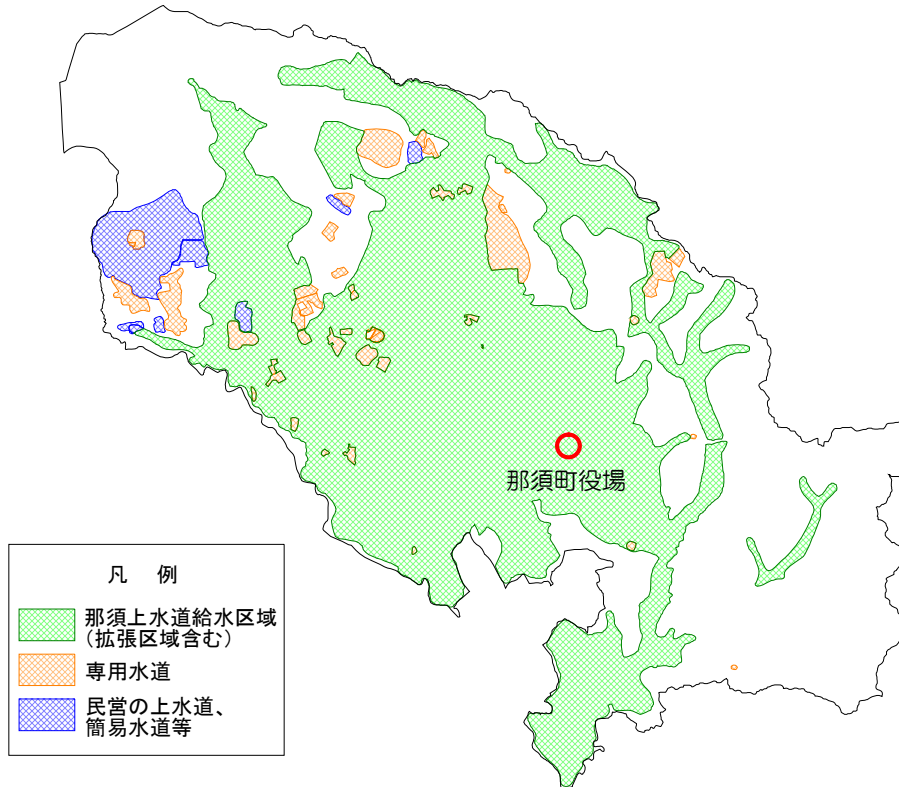 那須町役場
凡 例
那須上水道給水区域
(拡張区域含む)
専用水道
民営の上水道、
簡易水道等